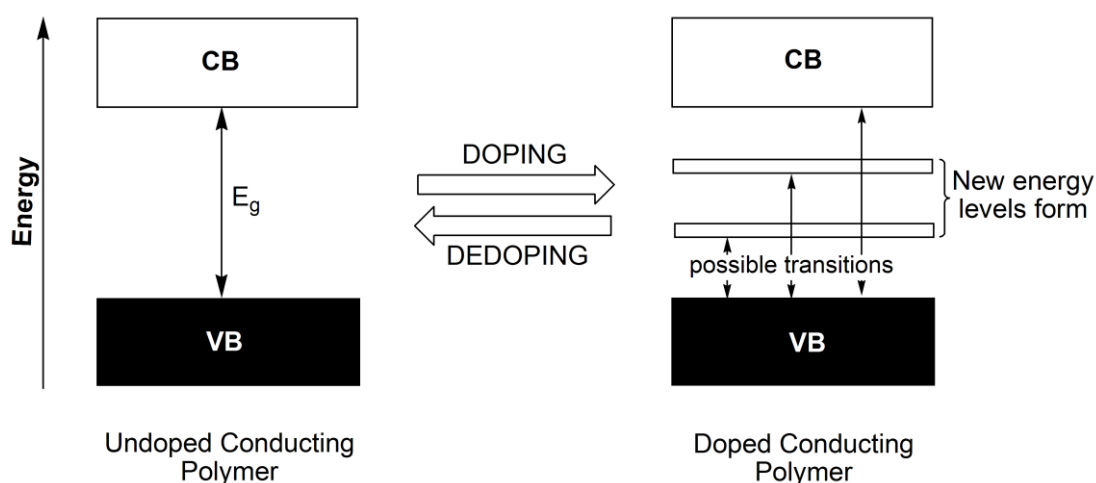 Energy
CB
E_g
VB
Undoped Conducting
Polymer
DOPING
DEDOPING
CB
New energy
levels form
possible transitions
VB
Doped Conducting
Polymer